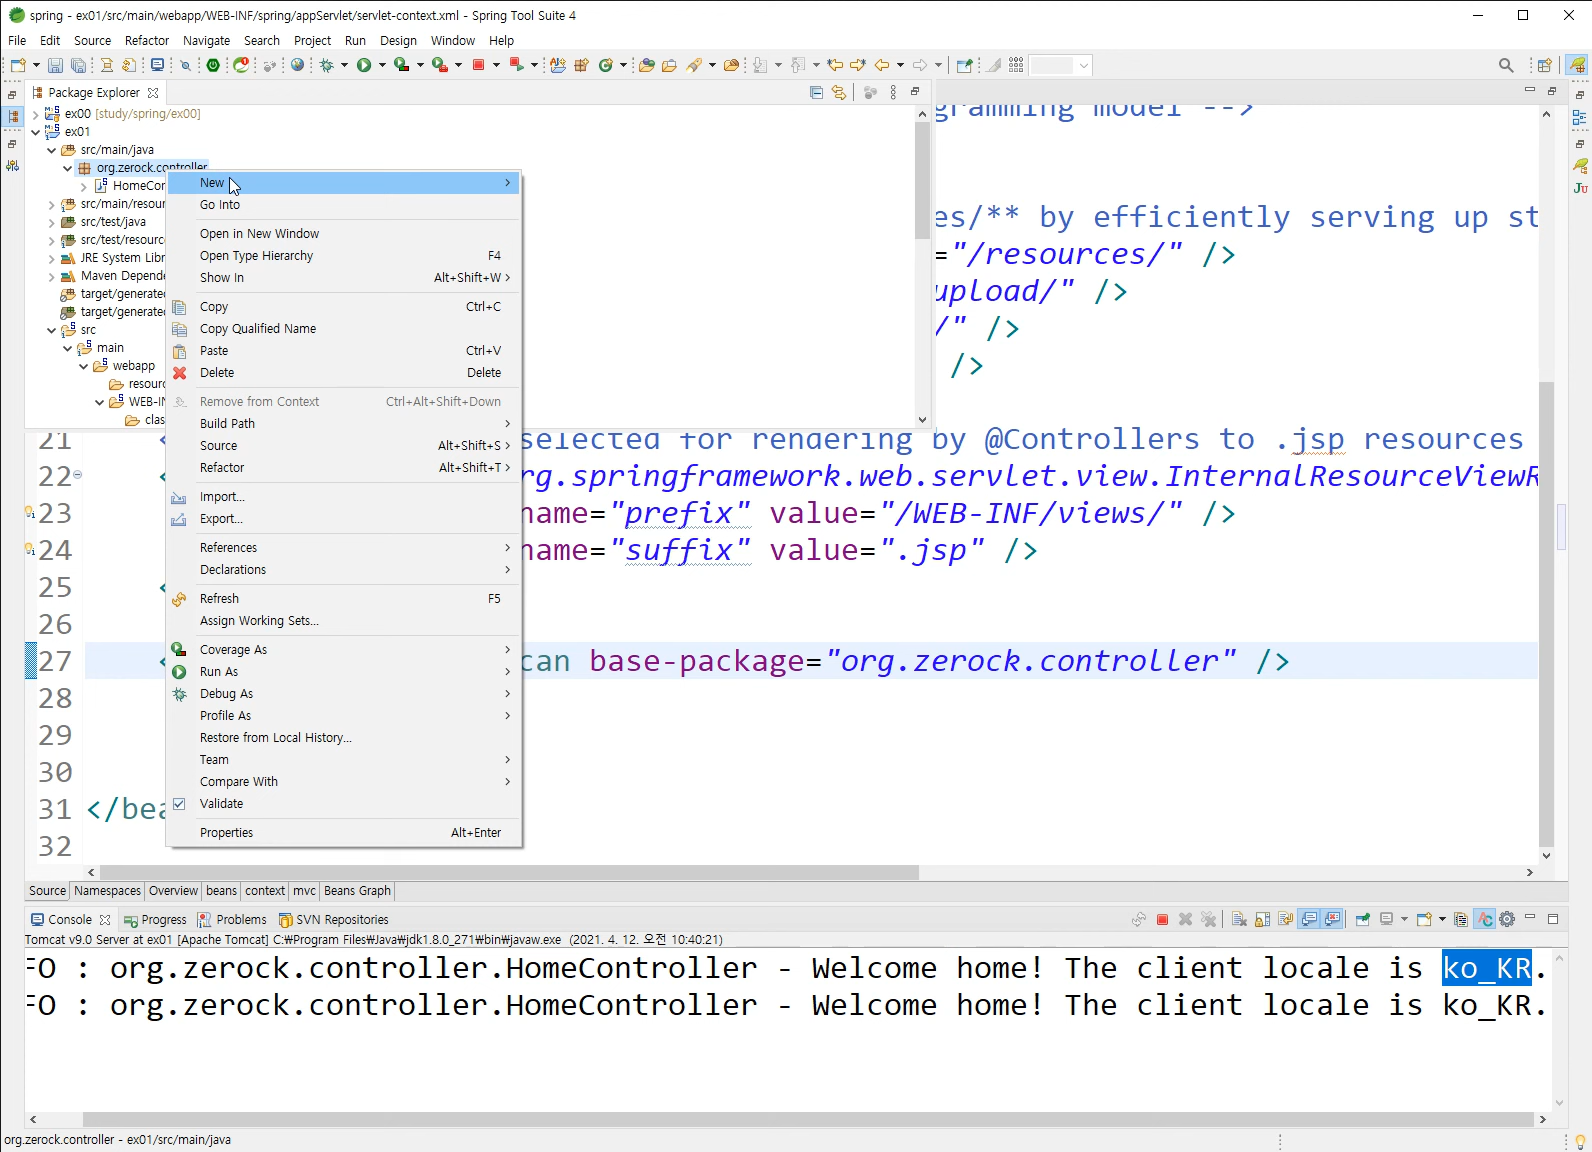 spring - ex01/src/main/webapp/WEB-INF/spring/appServlet/servlet-context.xml - Spring Tool Suite 4
File Edit Source Refactor Navigate Search Project Run Design Window Help
Package Explorer
ex00 [study/spring/ex00]
ex01
src/main/java
org.zerock.controller
HomeCor
src/main/resour
src/test/java
src/test/resourc
JRE System Libr
Maven Depende
target/generated
target/generated
src
main
webapp
resourc
WEB-IN
clas
New
Go Into
Open in New Window
Open Type Hierarchy F4
Show In Alt+Shift+W
Copy Ctrl+C
Copy Qualified Name
Paste Ctrl+V
Delete Delete
Remove from Context Ctrl+Alt+Shift+Down
Build Path
Source Alt+Shift+S
Refactor Alt+Shift+T
Import...
Export...
References
Declarations
Refresh F5
Assign Working Sets...
Coverage As
Run As
Debug As
Profile As
Restore from Local History...
Team
Compare With
Validate
Properties Alt+Enter
gramming model -->
es/** by efficiently serving up st
="/resources/" />
upload/" />
/" />
/>
21 selected for rendering by @Controllers to .jsp resources
22 rg.springframework.web.servlet.view.InternalResourceViewR
23 name="prefix" value="/WEB-INF/views/" />
24 name="suffix" value=".jsp" />
25 <
26
27 < can base-package="org.zerock.controller" />
28
29
30
31 </bea
32
Source Namespaces Overview beans context mvc Beans Graph
Console Progress Problems SVN Repositories
Tomcat v9.0 Server at ex01 [Apache Tomcat] C:₩Program Files₩Java₩jdk1.8.0_271₩bin₩javaw.exe (2021. 4. 12. 오전 10:40:21)
FO : org.zerock.controller.HomeController - Welcome home! The client locale is ko_KR.
FO : org.zerock.controller.HomeController - Welcome home! The client locale is ko_KR.
org.zerock.controller - ex01/src/main/java